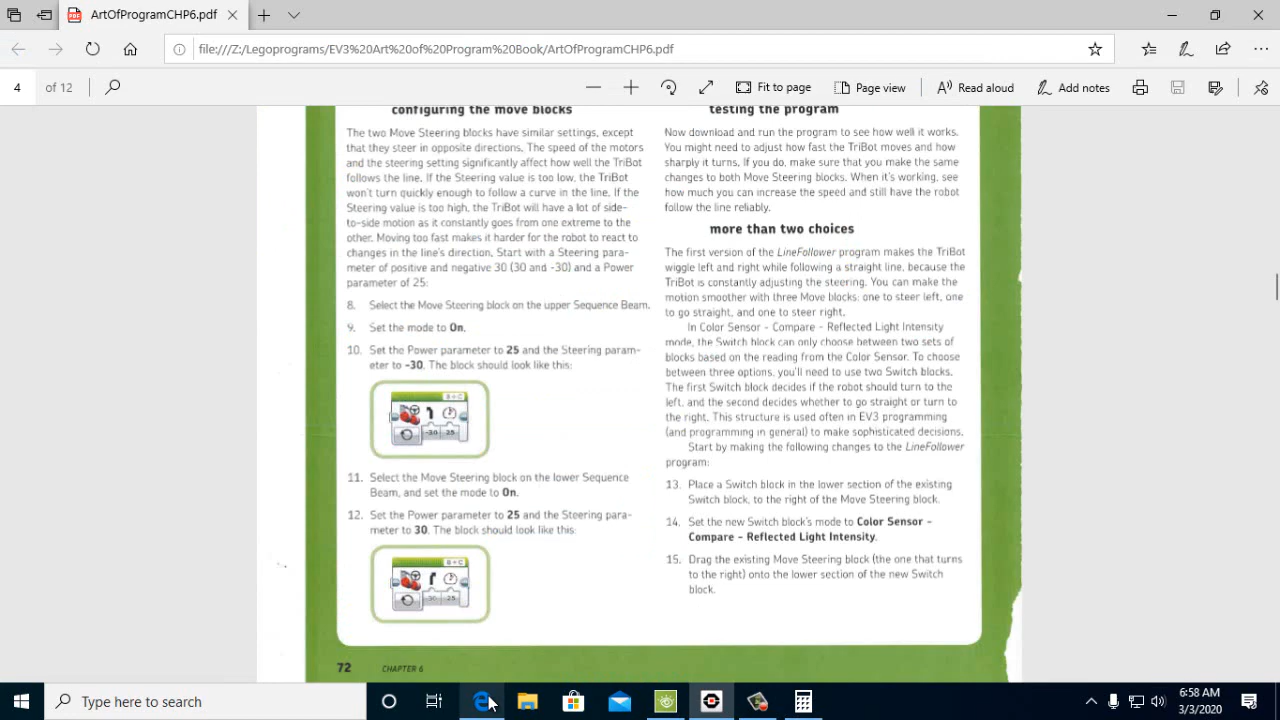 ArtOfProgramCHP6.pdf
file:///Z:/Legoprograms/EV3%20Art%20of%20Program%20Book/ArtOfProgramCHP6.pdf
4 of 12
Fit to page
Page view
Read aloud
Add notes
configuring the move blocks
The two Move Steering blocks have similar settings, except
that they steer in opposite directions. The speed of the motors
and the steering setting significantly affect how well the TriBot
follows the line. If the Steering value is too low, the TriBot
won't turn quickly enough to follow a curve in the line. If the
Steering value is too high, the TriBot will have a lot of side-
to-side motion as it constantly goes from one extreme to the
other. Moving too fast makes it harder for the robot to react to
changes in the line's direction. Start with a Steering para-
meter of positive and negative 30 (30 and -30) and a Power
parameter of 25:
8. Select the Move Steering block on the upper Sequence Beam.
9. Set the mode to On.
10. Set the Power parameter to 25 and the Steering param-
eter to -30. The block should look like this:
B + C
-30 25
11. Select the Move Steering block on the lower Sequence
Beam, and set the mode to On.
12. Set the Power parameter to 25 and the Steering para-
meter to 30. The block should look like this:
B + C
30 25
72 CHAPTER 6
testing the program
Now download and run the program to see how well it works.
You might need to adjust how fast the TriBot moves and how
sharply it turns. If you do, make sure that you make the same
changes to both Move Steering blocks. When it's working, see
how much you can increase the speed and still have the robot
follow the line reliably.
more than two choices
The first version of the LineFollower program makes the TriBot
wiggle left and right while following a straight line, because the
TriBot is constantly adjusting the steering. You can make the
motion smoother with three Move blocks: one to steer left, one
to go straight, and one to steer right.
In Color Sensor - Compare - Reflected Light Intensity
mode, the Switch block can only choose between two sets of
blocks based on the reading from the Color Sensor. To choose
between three options, you'll need to use two Switch blocks.
The first Switch block decides if the robot should turn to the
left, and the second decides whether to go straight or turn to
the right. This structure is used often in EV3 programming
(and programming in general) to make sophisticated decisions.
Start by making the following changes to the LineFollower
program:
13. Place a Switch block in the lower section of the existing
Switch block, to the right of the Move Steering block.
14. Set the new Switch block's mode to Color Sensor -
Compare - Reflected Light Intensity.
15. Drag the existing Move Steering block (the one that turns
to the right) onto the lower section of the new Switch
block.
Type here to search
6:58 AM
3/3/2020